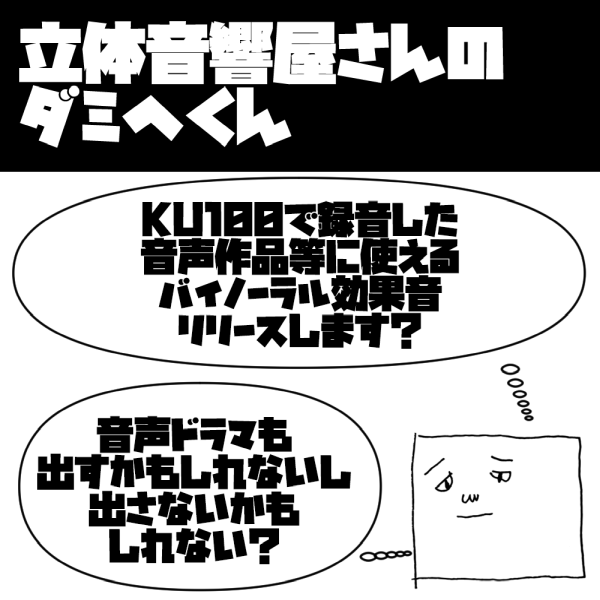 立体音響屋さんの
ダミヘくん
KU100で録音した
音声作品等に使える
バイノーラル効果音
リリースします?
音声ドラマも
出すかもしれないし
出さないかも
しれない?